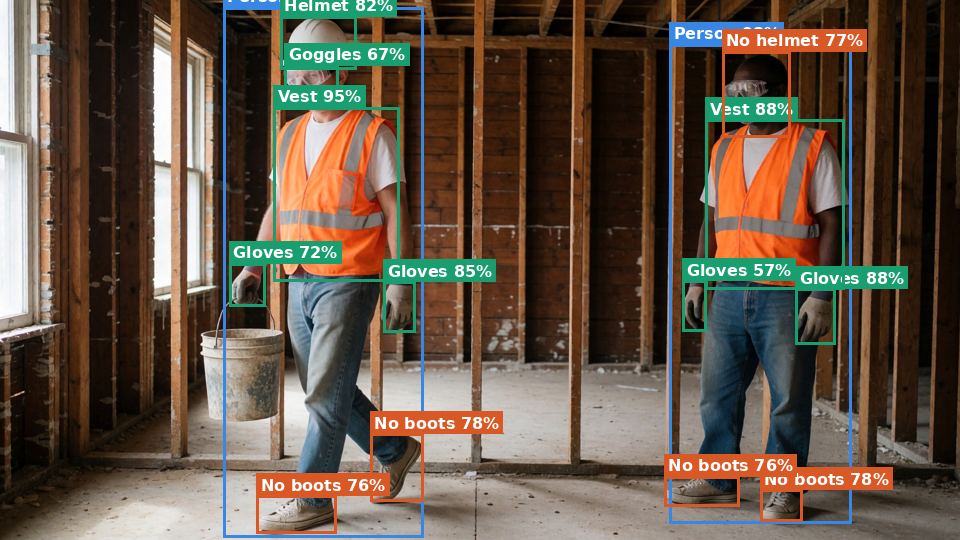 Helmet 82%
Goggles 67%
Vest 95%
Gloves 72%
Gloves 85%
No boots 78%
No boots 76%
No helmet 77%
Vest 88%
Gloves 57%
Gloves 88%
No boots 76%
No boots 78%